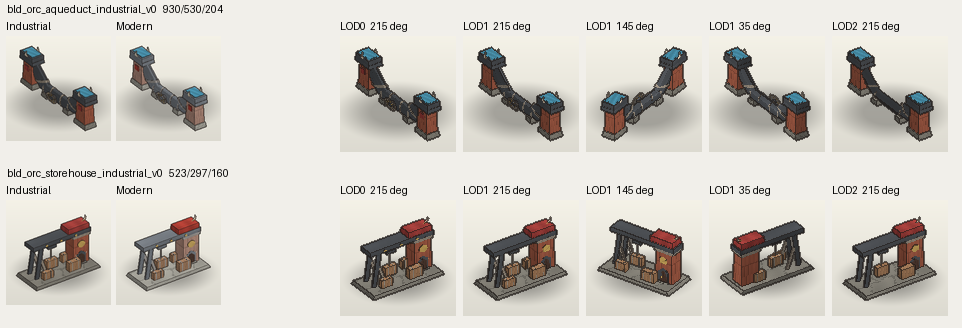 bld_orc_aqueduct_industrial_v0 930/530/204
Industrial Modern LOD0 215 deg LOD1 215 deg LOD1 145 deg LOD1 35 deg LOD2 215 deg
bld_orc_storehouse_industrial_v0 523/297/160
Industrial Modern LOD0 215 deg LOD1 215 deg LOD1 145 deg LOD1 35 deg LOD2 215 deg